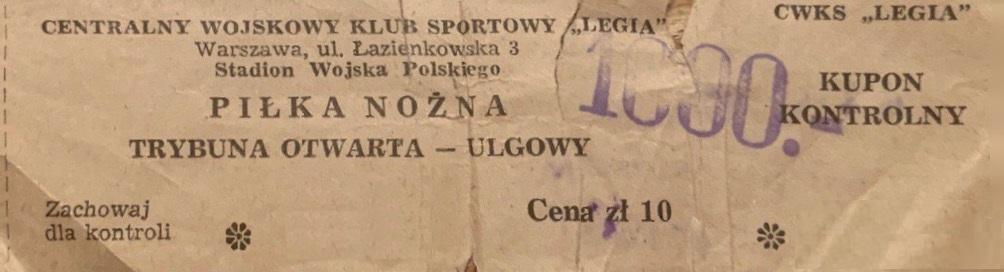 CENTRALNY WOJSKOWY KLUB SPORTOWY „LEGIA”
Warszawa, ul. Łazienkowska 3
Stadion Wojska Polskiego
PIŁKA NOŻNA
TRYBUNA OTWARTA — ULGOWY
Zachowaj
dla kontroli
Cena zł 10
1000.-
CWKS „LEGIA”
KUPON
KONTROLNY